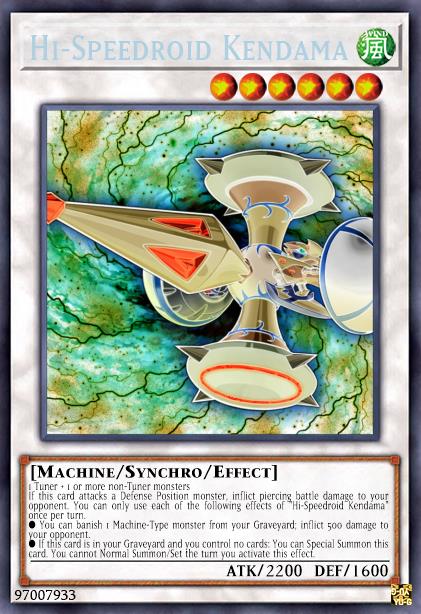 Hi-Speedroid Kendama
WIND
風
[Machine/Synchro/Effect]
1 Tuner + 1 or more non-Tuner monsters
If this card attacks a Defense Position monster, inflict piercing battle damage to your
opponent. You can only use each of the following effects of "Hi-Speedroid Kendama"
once per turn.
● You can banish 1 Machine-Type monster from your Graveyard; inflict 500 damage to
your opponent.
● If this card is in your Graveyard and you control no cards: You can Special Summon this
card. You cannot Normal Summon/Set the turn you activate this effect.
ATK/2200 DEF/1600
97007933